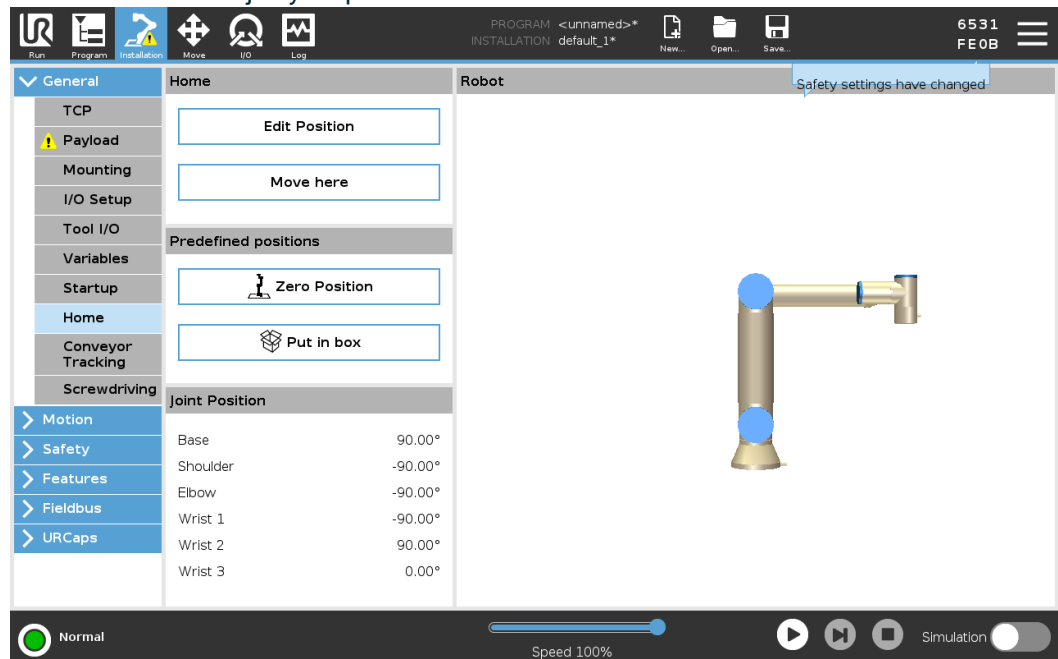 PROGRAM <unnamed>*
INSTALLATION default_1*
UR
Run
Program
Installation
Move
I/O
Log
New...
Open...
Save...
6531
FE0B
General
TCP
Payload
Mounting
I/O Setup
Tool I/O
Variables
Startup
Home
Conveyor
Tracking
Screwdriving
Motion
Safety
Features
Fieldbus
URCaps
Home
Edit Position
Move here
Predefined positions
Zero Position
Put in box
Joint Position
Base 90.00°
Shoulder -90.00°
Elbow -90.00°
Wrist 1 -90.00°
Wrist 2 90.00°
Wrist 3 0.00°
Robot
Safety settings have changed
Normal
Speed 100%
Simulation